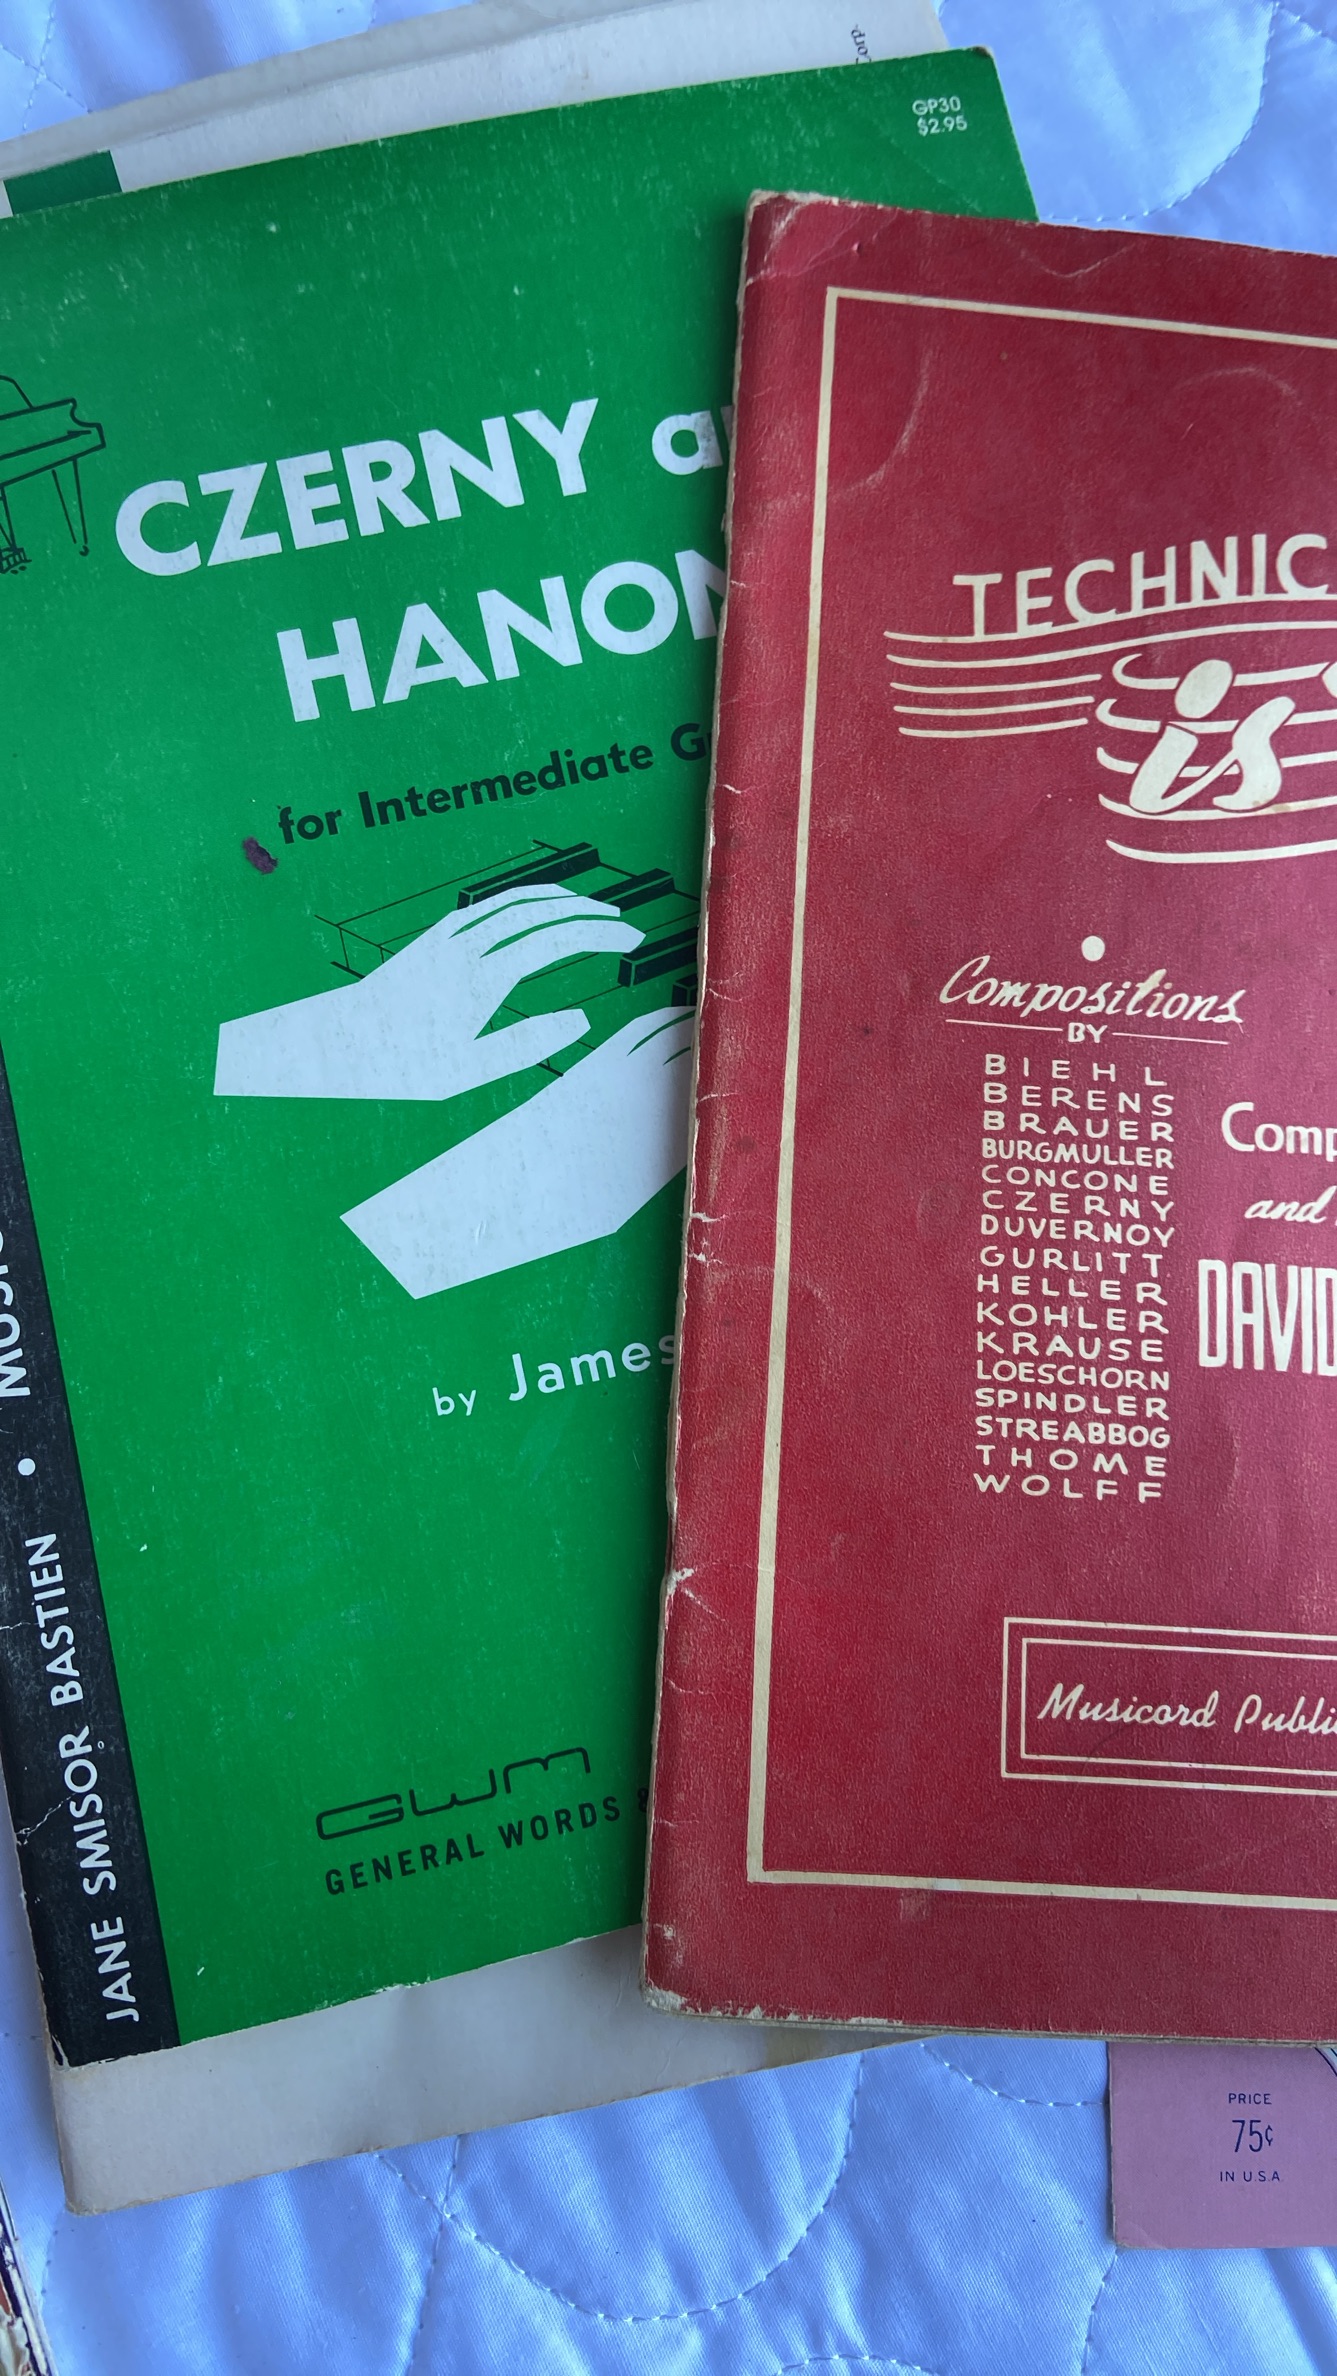 Corp.
GP30
$2.95
CZERNY a
HANON
for Intermediate G
by James
GWM
GENERAL WORDS &
JANE SMISOR BASTIEN • MUSIC
TECHNIC
is
Compositions
BY
BIEHL
BERENS
BRAUER
BURGMULLER
CONCONE
CZERNY
DUVERNOY
GURLITT
HELLER
KOHLER
KRAUSE
LOESCHORN
SPINDLER
STREABBOG
THOME
WOLFF
Comp
and
DAVID
Musicord Publi
PRICE
75¢
IN U.S.A.